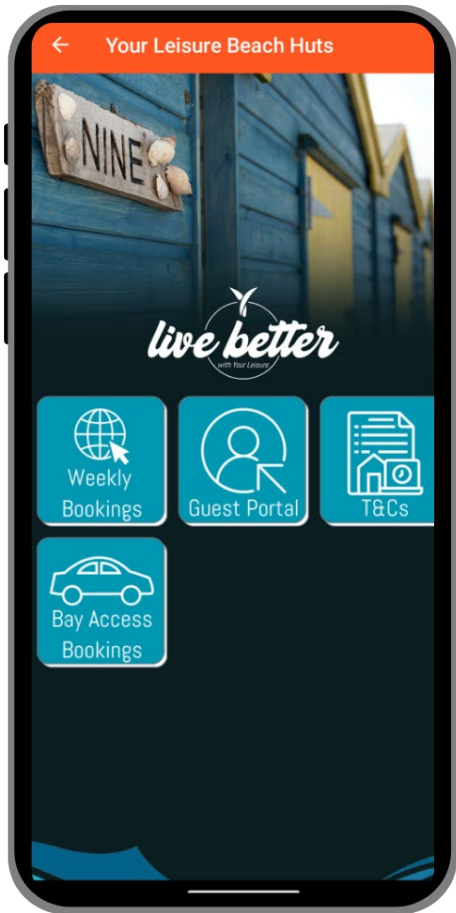 Your Leisure Beach Huts
NINE
live better
with Your Leisure
Weekly
Bookings
Guest Portal
T&Cs
Bay Access
Bookings